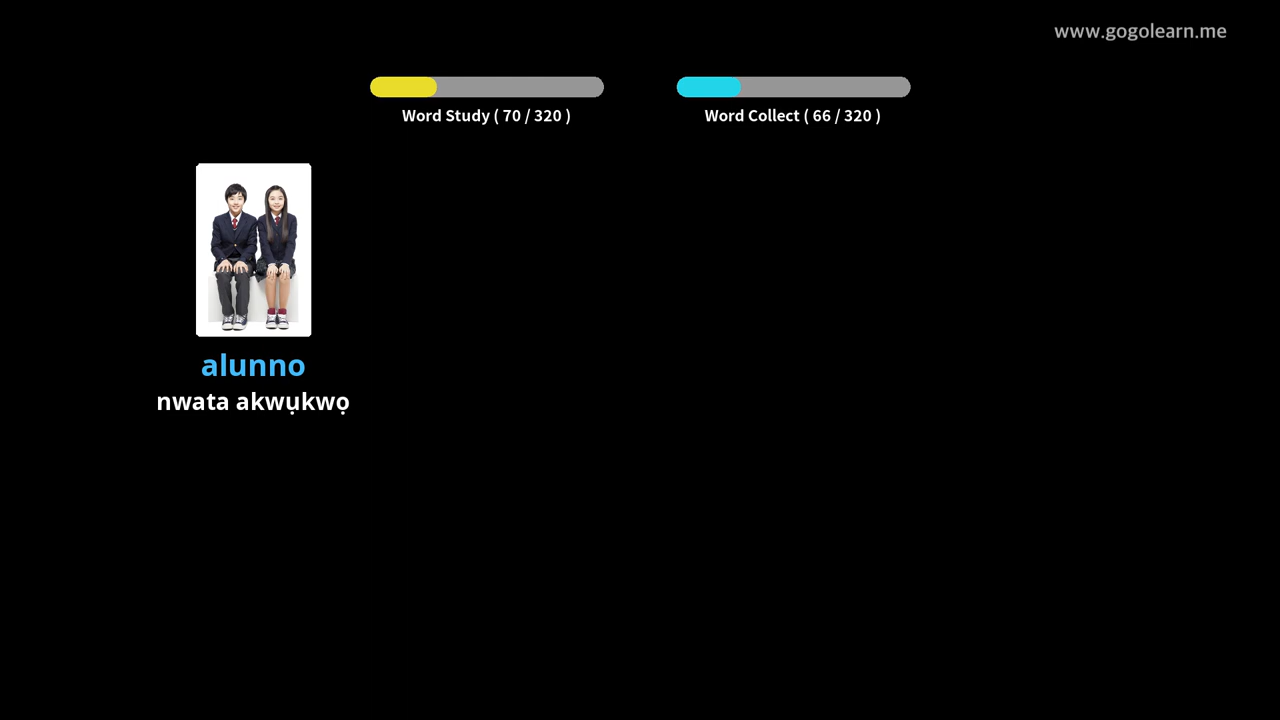 www.gogolearn.me
Word Study ( 70 / 320 )
Word Collect ( 66 / 320 )
alunno
nwata akwụkwọ